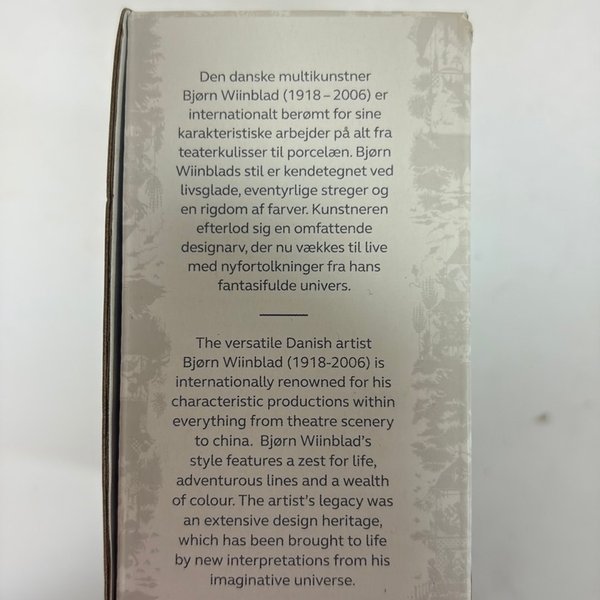 Den danske multikunstner
Bjørn Wiinblad (1918 – 2006) er
internationalt berømt for sine
karakteristiske arbejder på alt fra
teaterkulisser til porcelæn. Bjørn
Wiinblads stil er kendetegnet ved
livsglade, eventyrlige streger og
en rigdom af farver. Kunstneren
efterlod sig en omfattende
designarv, der nu vækkes til live
med nyfortolkninger fra hans
fantasifulde univers.
The versatile Danish artist
Bjørn Wiinblad (1918-2006) is
internationally renowned for his
characteristic productions within
everything from theatre scenery
to china. Bjørn Wiinblad’s
style features a zest for life,
adventurous lines and a wealth
of colour. The artist’s legacy was
an extensive design heritage,
which has been brought to life
by new interpretations from his
imaginative universe.